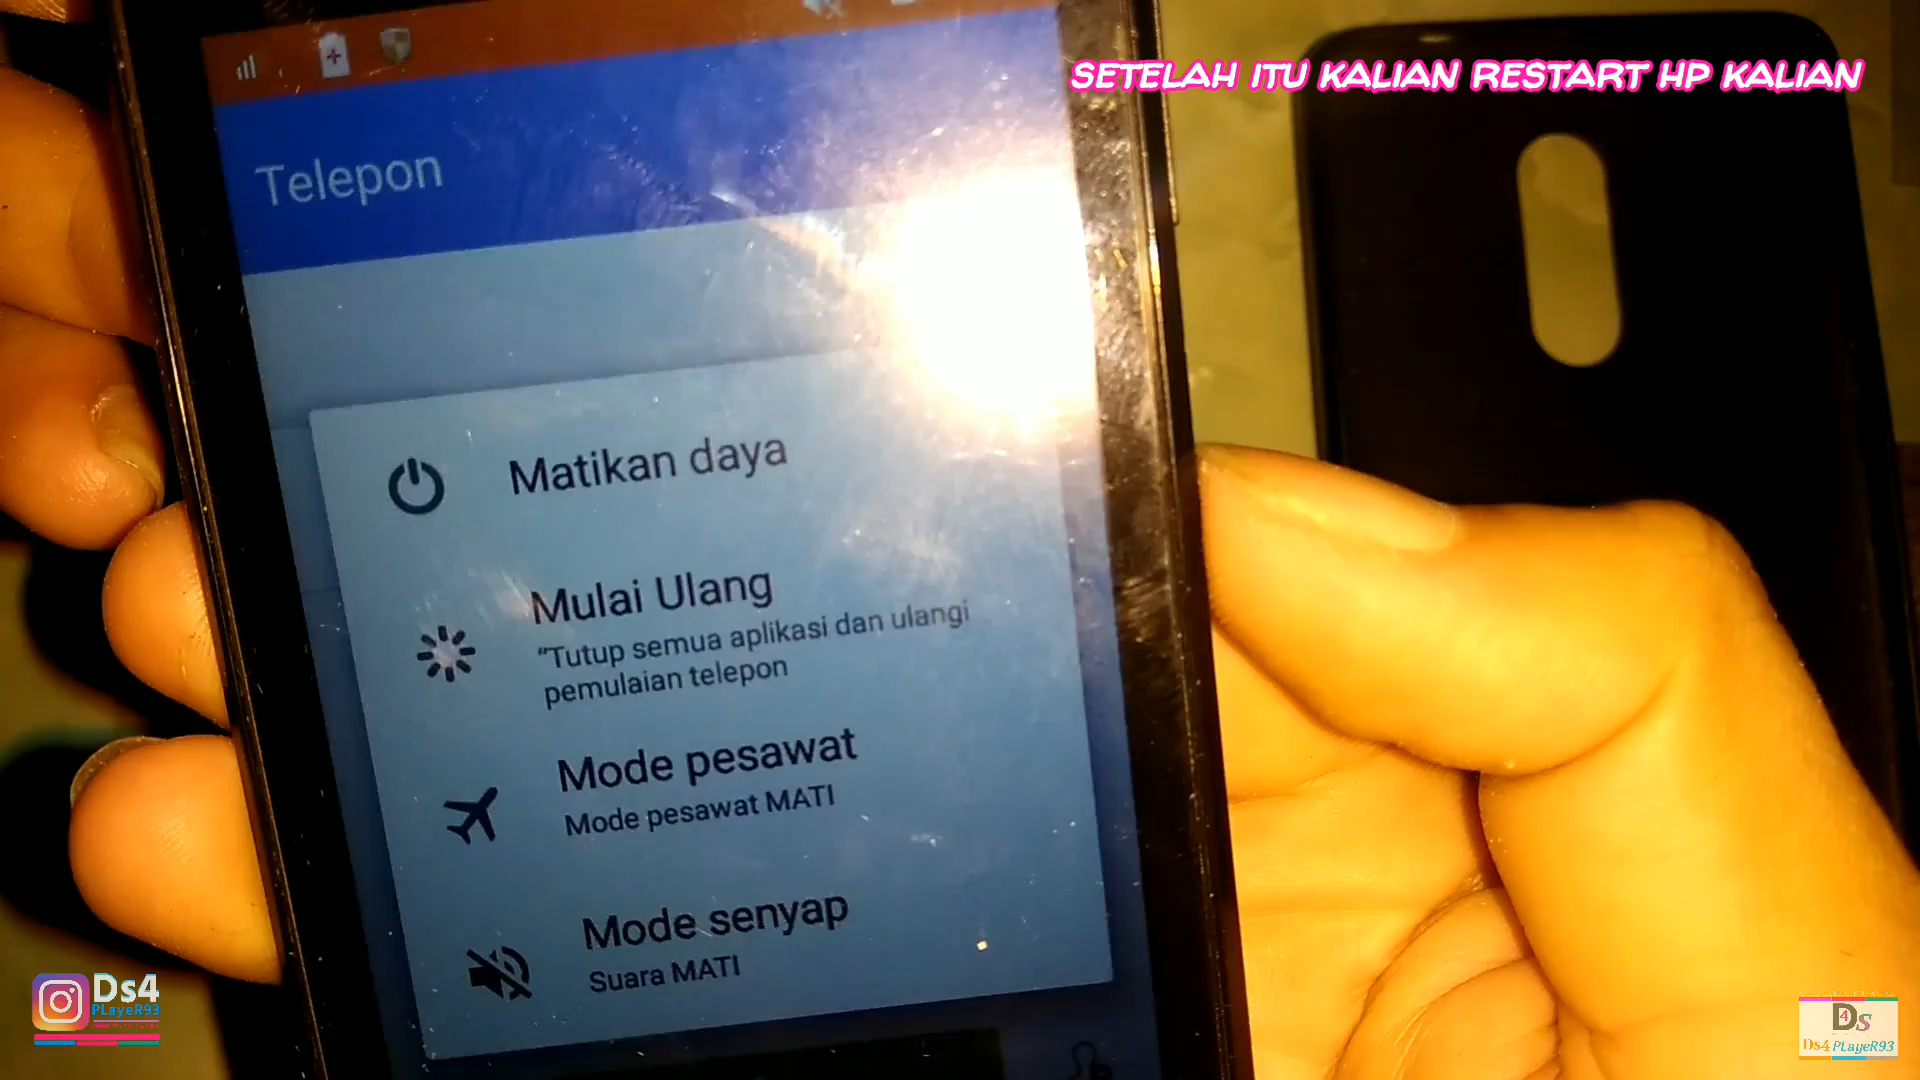 SETELAH ITU KALIAN RESTART HP KALIAN
Telepon
Matikan daya
Mulai Ulang
"Tutup semua aplikasi dan ulangi
pemulaian telepon
Mode pesawat
Mode pesawat MATI
Mode senyap
Suara MATI
Ds4
PLayeR93
D4s
Ds4 PLayeR93